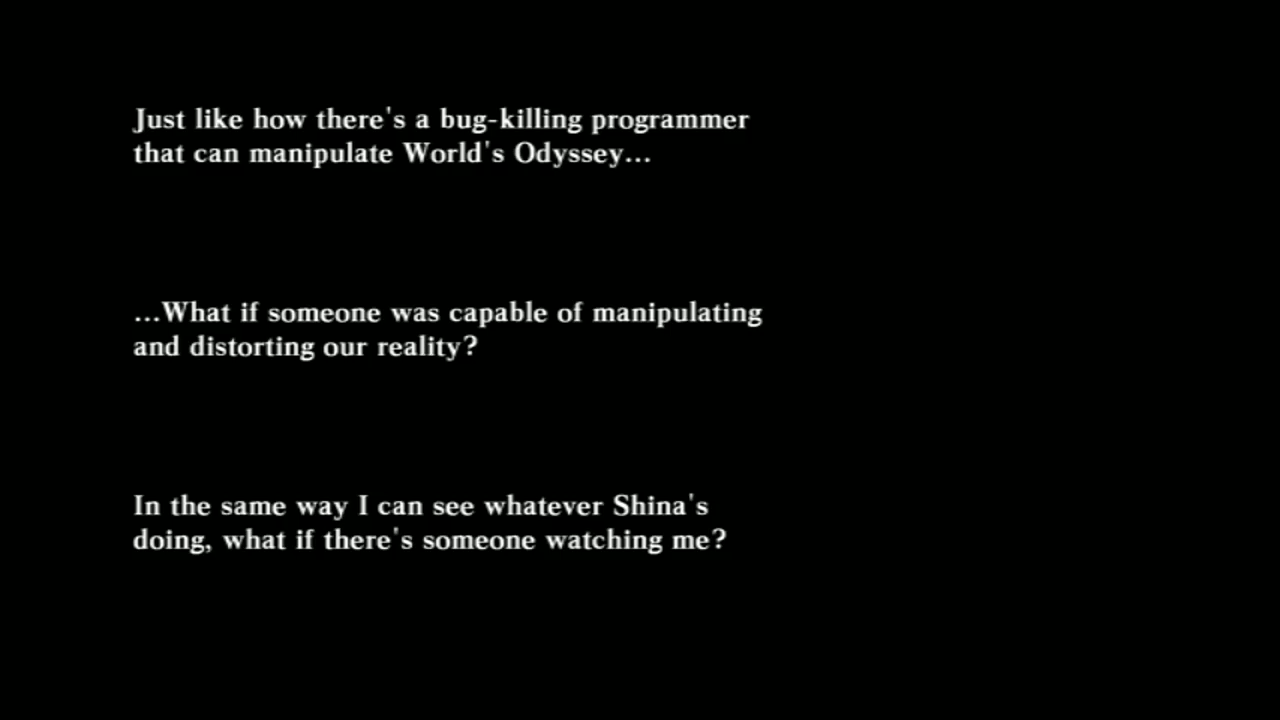 Just like how there's a bug-killing programmer
that can manipulate World's Odyssey...
...What if someone was capable of manipulating
and distorting our reality?
In the same way I can see whatever Shina's
doing, what if there's someone watching me?